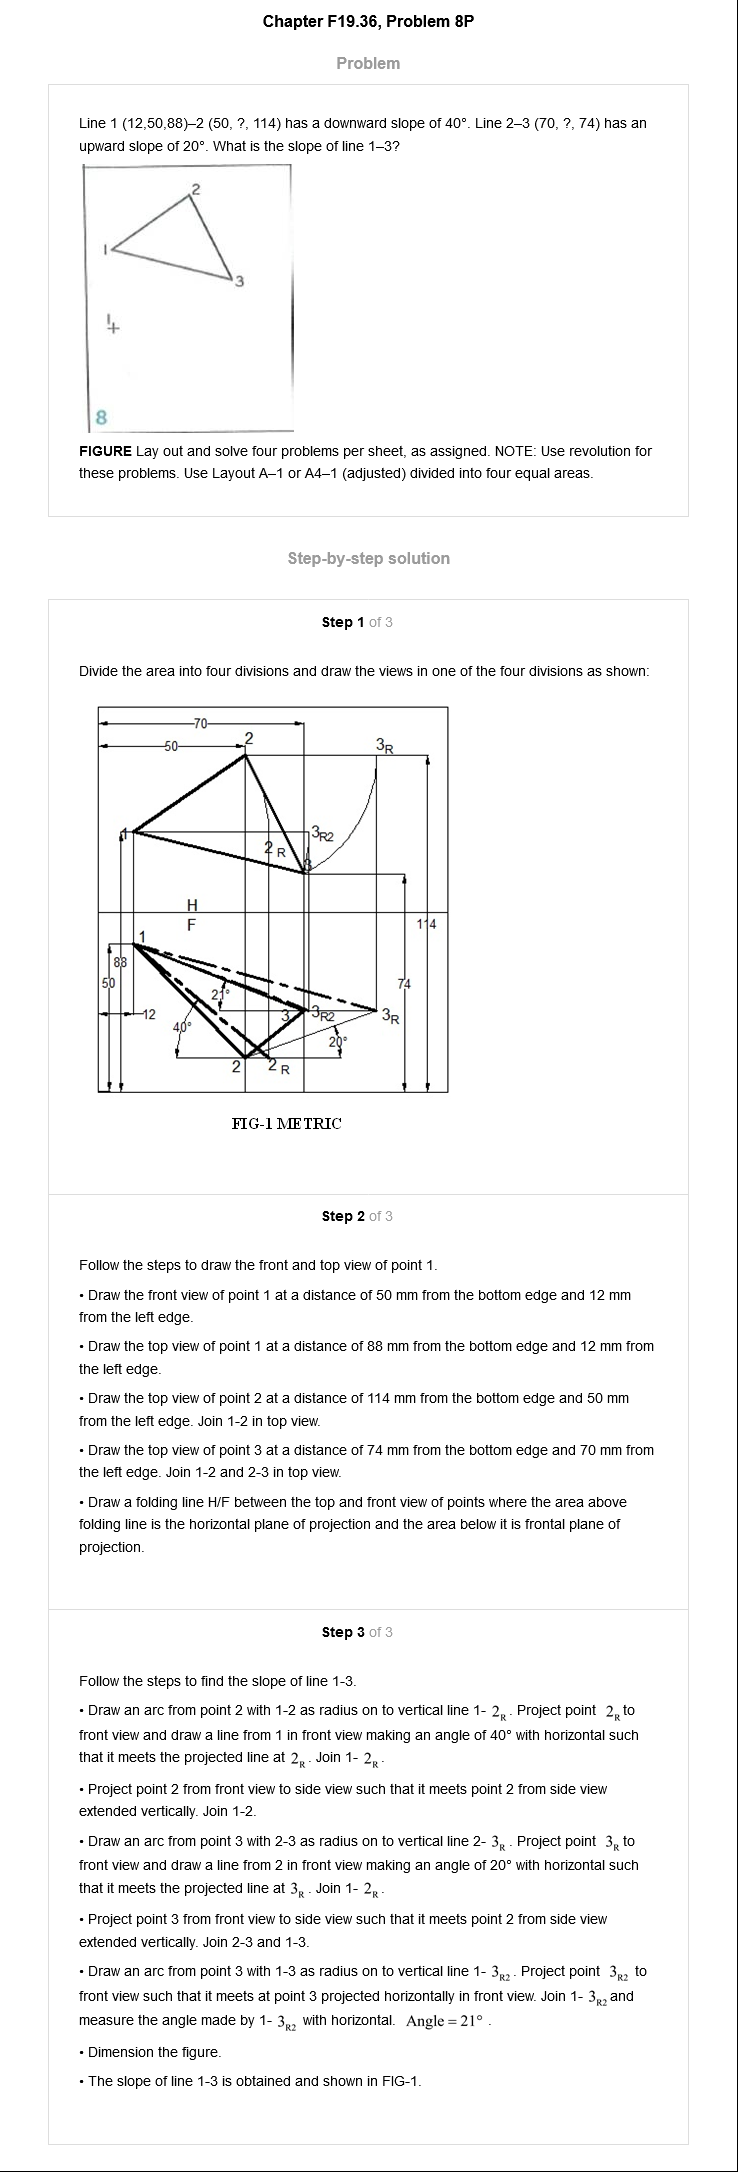 Chapter F19.36, Problem 8P
Problem
Line 1 (12,50,88)–2 (50, ?, 114) has a downward slope of 40°. Line 2–3 (70, ?, 74) has an
upward slope of 20°. What is the slope of line 1–3?
2
1
3
1
8
FIGURE Lay out and solve four problems per sheet, as assigned. NOTE: Use revolution for
these problems. Use Layout A–1 or A4–1 (adjusted) divided into four equal areas.
Step-by-step solution
Step 1 of 3
Divide the area into four divisions and draw the views in one of the four divisions as shown:
70
50
2
3R
1
3R2
2 R
3
H
F
114
1
88
50
21°
74
12
3
3R2
3R
40°
20°
2
2 R
FIG-1 METRIC
Step 2 of 3
Follow the steps to draw the front and top view of point 1.
• Draw the front view of point 1 at a distance of 50 mm from the bottom edge and 12 mm
from the left edge.
• Draw the top view of point 1 at a distance of 88 mm from the bottom edge and 12 mm from
the left edge.
• Draw the top view of point 2 at a distance of 114 mm from the bottom edge and 50 mm
from the left edge. Join 1-2 in top view.
• Draw the top view of point 3 at a distance of 74 mm from the bottom edge and 70 mm from
the left edge. Join 1-2 and 2-3 in top view.
• Draw a folding line H/F between the top and front view of points where the area above
folding line is the horizontal plane of projection and the area below it is frontal plane of
projection.
Step 3 of 3
Follow the steps to find the slope of line 1-3.
• Draw an arc from point 2 with 1-2 as radius on to vertical line 1- 2R . Project point 2R to
front view and draw a line from 1 in front view making an angle of 40° with horizontal such
that it meets the projected line at 2R . Join 1- 2R .
• Project point 2 from front view to side view such that it meets point 2 from side view
extended vertically. Join 1-2.
• Draw an arc from point 3 with 2-3 as radius on to vertical line 2- 3R . Project point 3R to
front view and draw a line from 2 in front view making an angle of 20° with horizontal such
that it meets the projected line at 3R . Join 1- 2R .
• Project point 3 from front view to side view such that it meets point 2 from side view
extended vertically. Join 2-3 and 1-3.
• Draw an arc from point 3 with 1-3 as radius on to vertical line 1- 3R2 . Project point 3R2 to
front view such that it meets at point 3 projected horizontally in front view. Join 1- 3R2 and
measure the angle made by 1- 3R2 with horizontal. Angle = 21° .
• Dimension the figure.
• The slope of line 1-3 is obtained and shown in FIG-1.